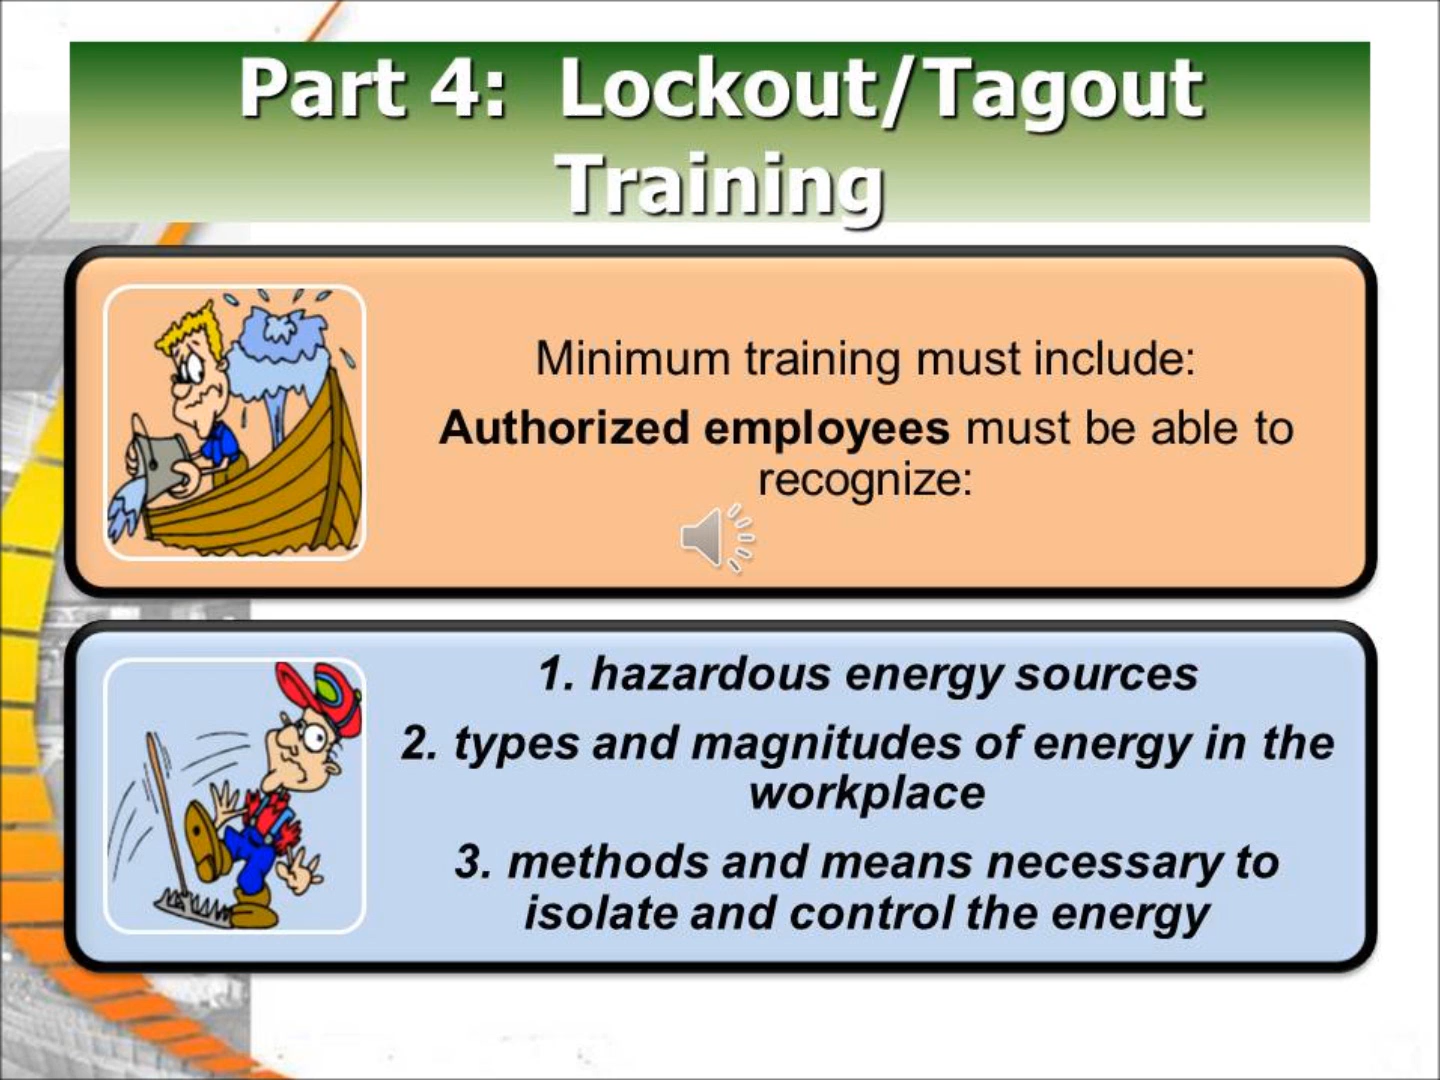 Part 4: Lockout/Tagout
Training
Minimum training must include:
Authorized employees must be able to
recognize:
1. hazardous energy sources
2. types and magnitudes of energy in the
workplace
3. methods and means necessary to
isolate and control the energy